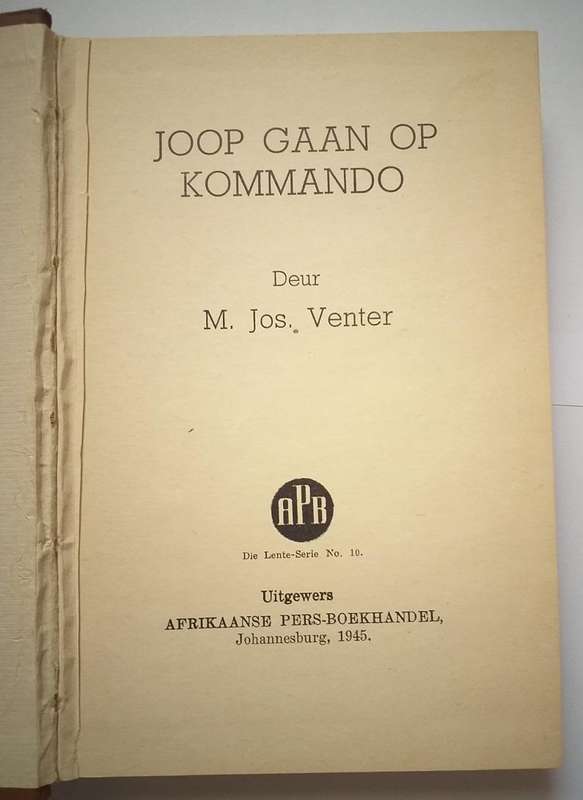 JOOP GAAN OP
KOMMANDO
Deur
M. Jos. Venter
APB
Die Lente-Serie No. 10.
Uitgewers
AFRIKAANSE PERS-BOEKHANDEL,
Johannesburg, 1945.